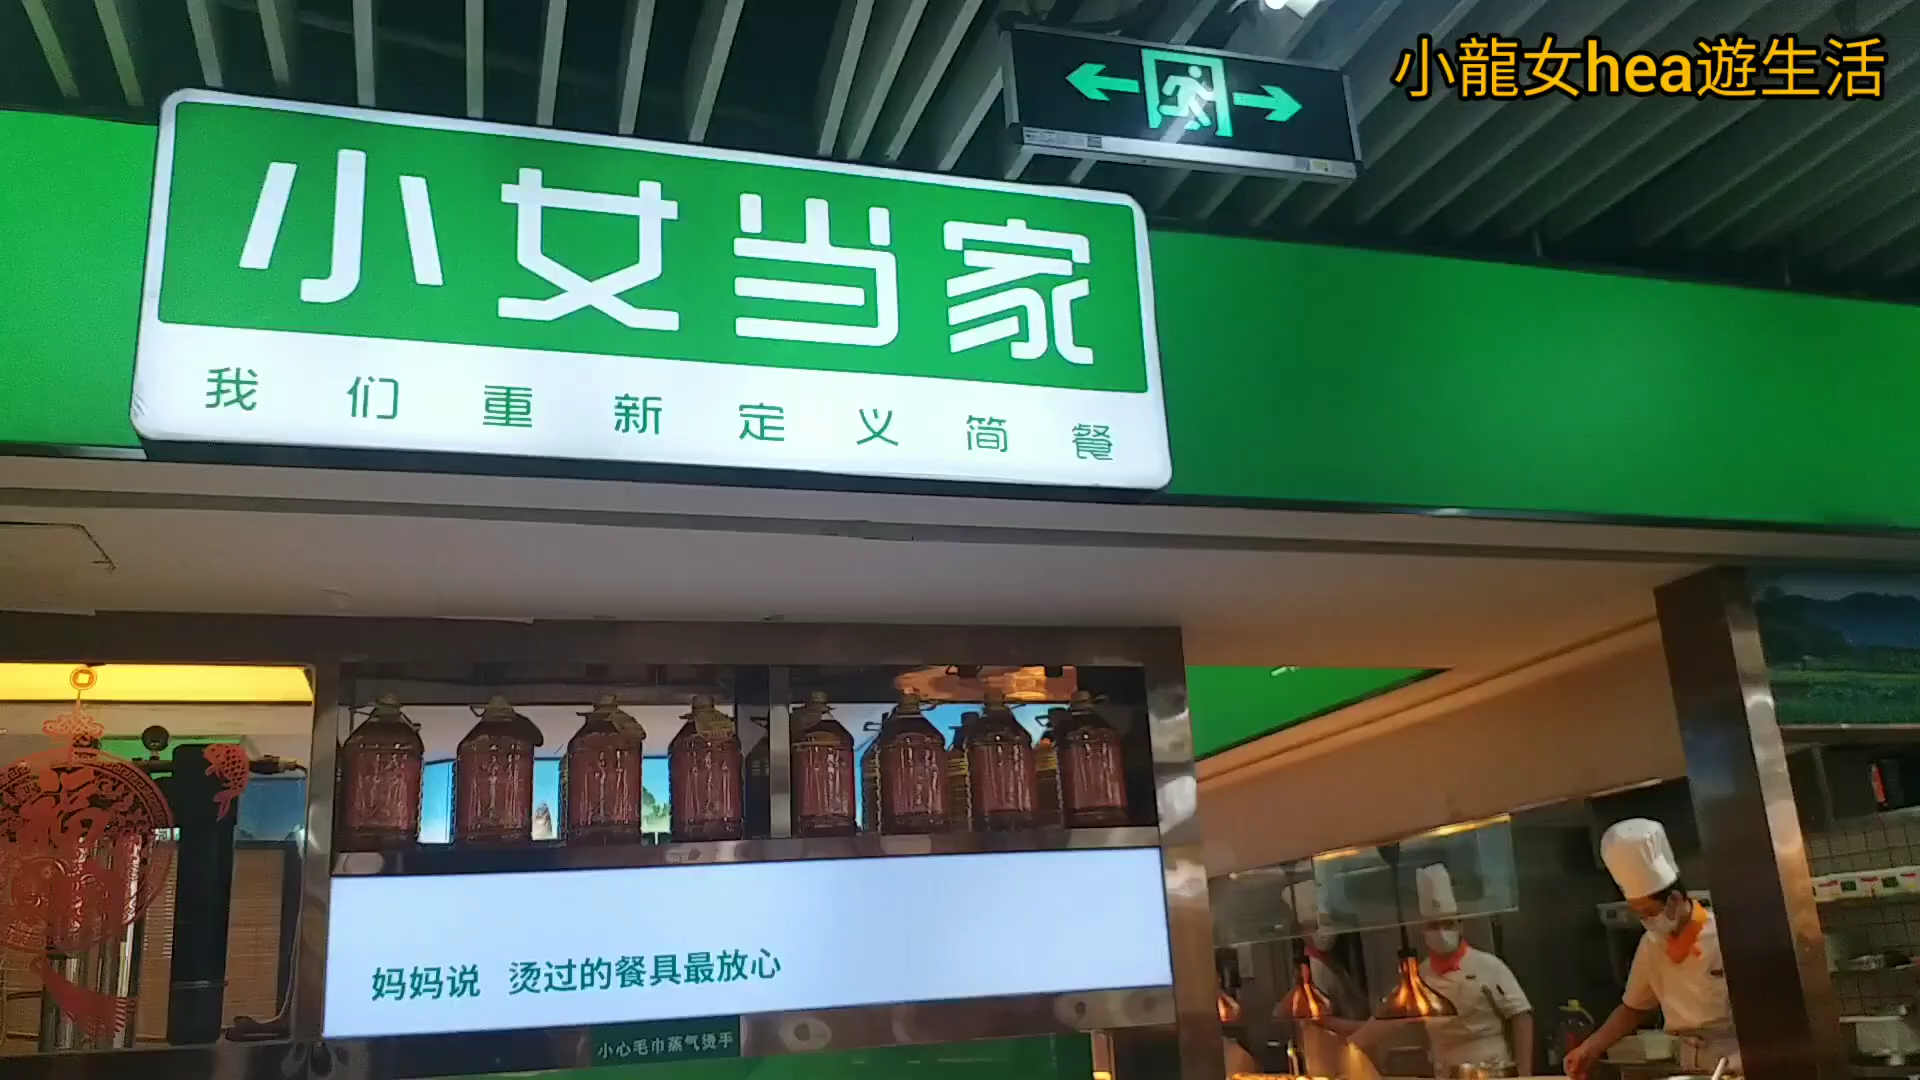 小龍女hea遊生活
小女当家
我们重新定义简餐
妈妈说 烫过的餐具最放心
小心毛巾蒸气烫手
福